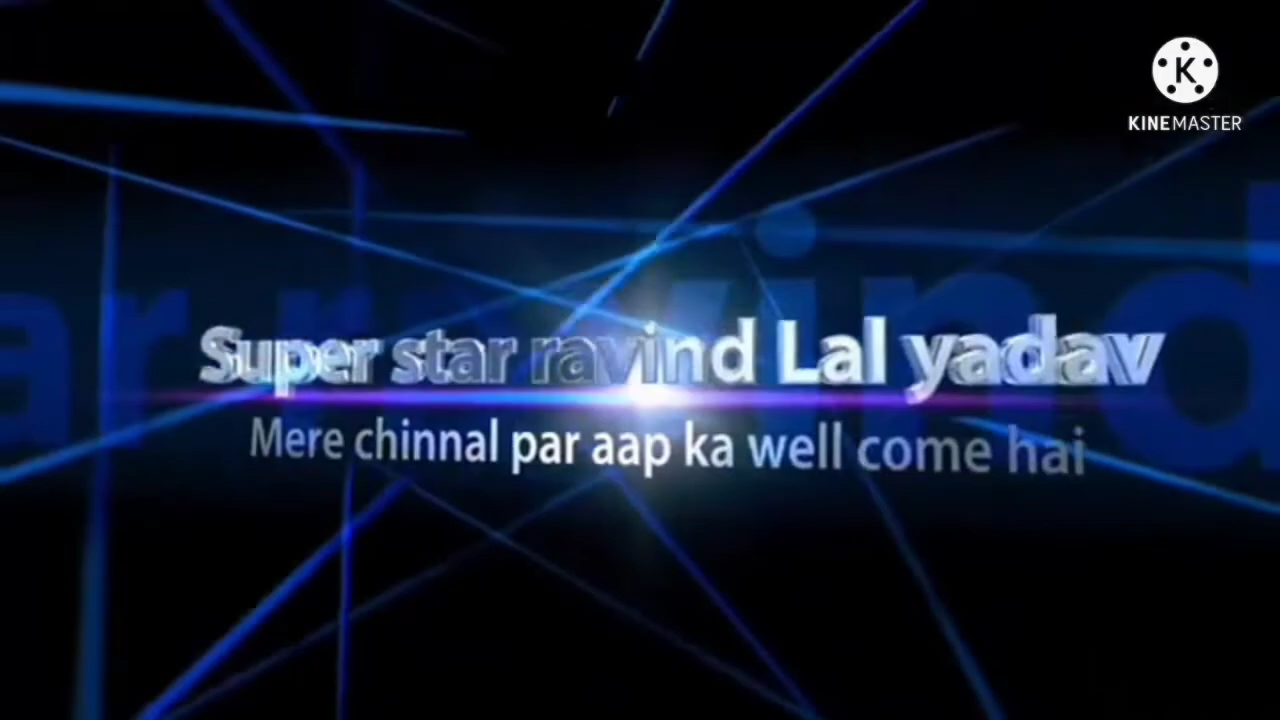 KINEMASTER
Super star ravind Lal yadav
Mere chinnal par aap ka well come hai